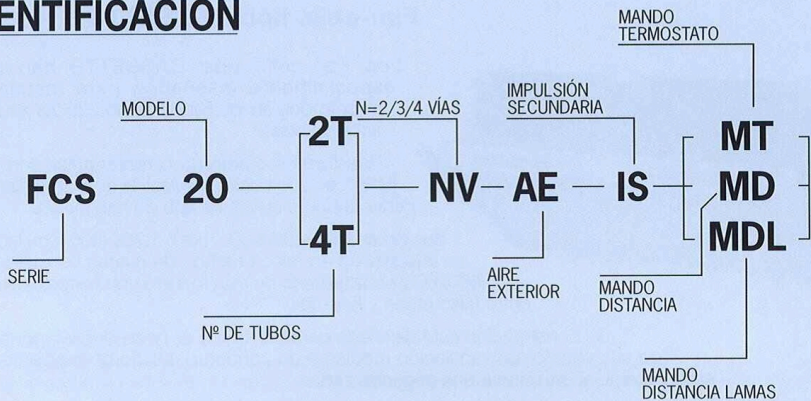 ENTIFICACIÓN
MANDO
TERMOSTATO
MODELO
N=2/3/4 VÍAS
IMPULSIÓN
SECUNDARIA
FCS 20 2T 4T NV AE IS MT MD MDL
SERIE
Nº DE TUBOS
AIRE
EXTERIOR
MANDO
DISTANCIA
MANDO
DISTANCIA LAMAS